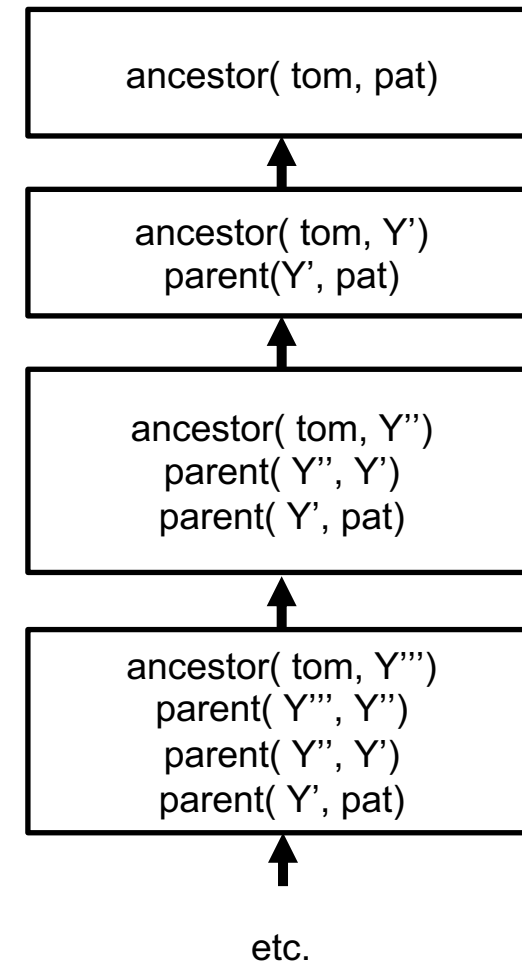 ancestor( tom, pat)
ancestor( tom, Y’)
parent(Y’, pat)
ancestor( tom, Y’’)
parent( Y’’, Y’)
parent( Y’, pat)
ancestor( tom, Y’’’)
parent( Y’’’, Y’’)
parent( Y’’, Y’)
parent( Y’, pat)
etc.